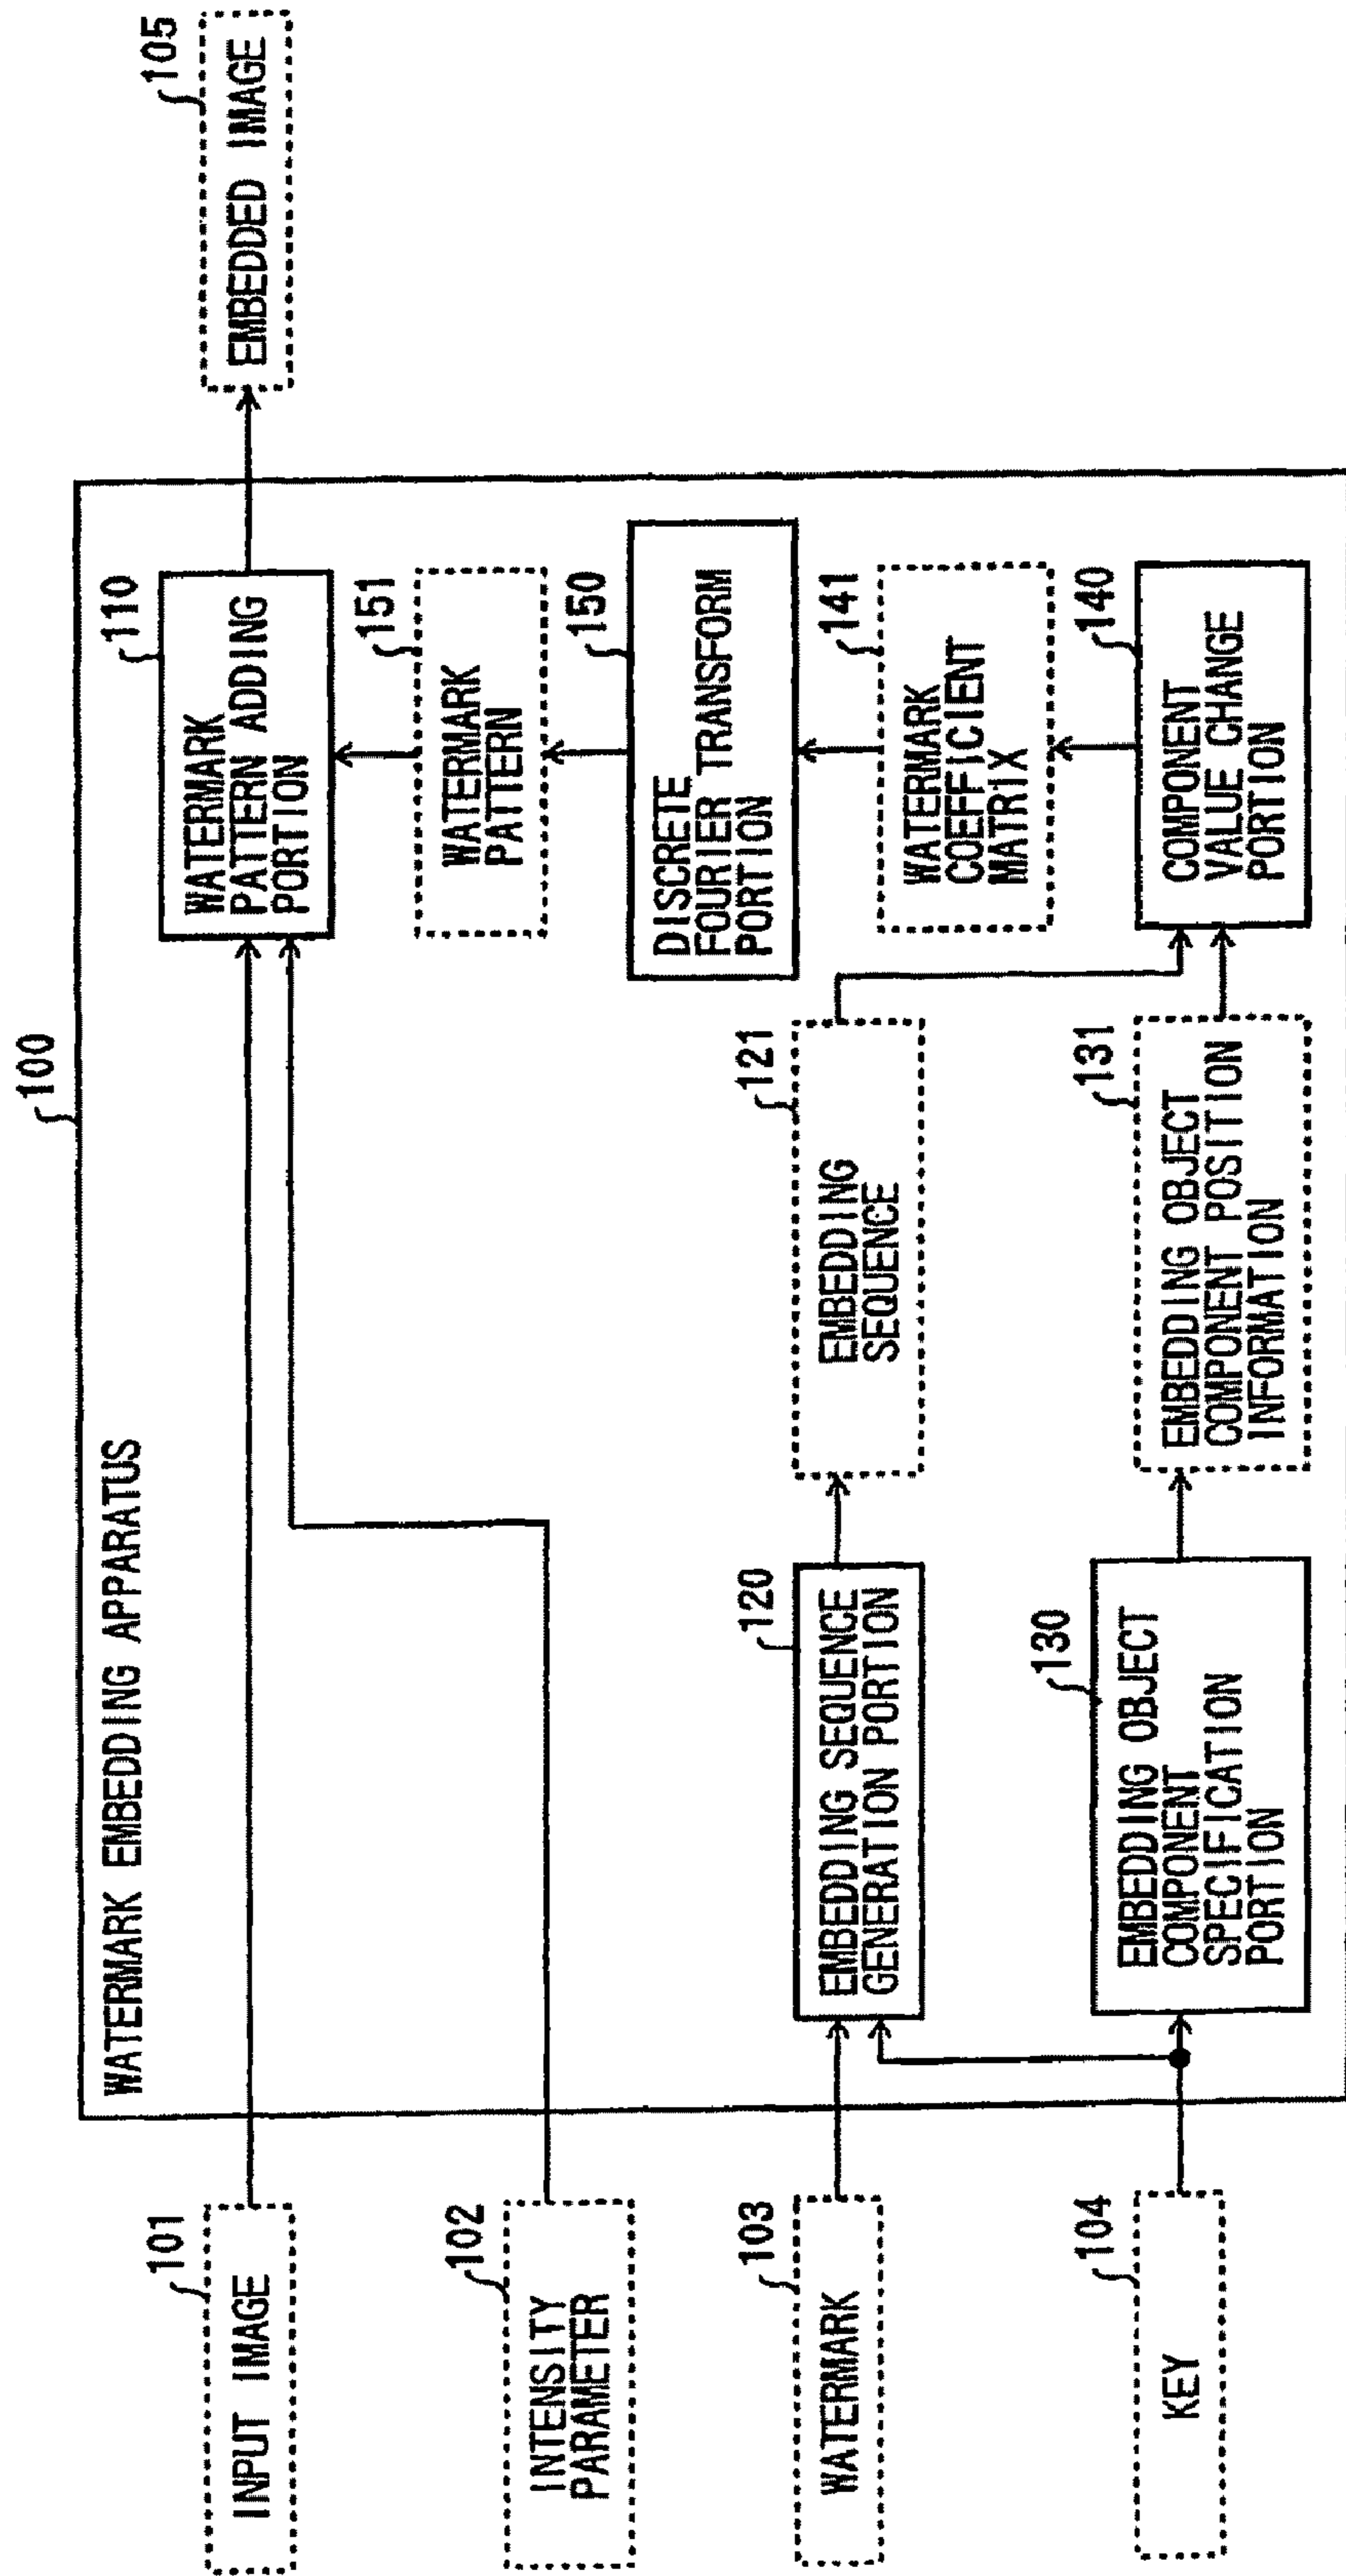 100
WATERMARK EMBEDDING APPARATUS
101
INPUT IMAGE
110
WATERMARK
PATTERN ADDING
PORTION
105
EMBEDDED IMAGE
102
INTENSITY
PARAMETER
151
WATERMARK
PATTERN
150
DISCRETE
FOURIER TRANSFORM
PORTION
103
WATERMARK
120
EMBEDDING SEQUENCE
GENERATION PORTION
121
EMBEDDING
SEQUENCE
141
WATERMARK
COEFFICIENT
MATRIX
104
KEY
130
EMBEDDING OBJECT
COMPONENT
SPECIFICATION
PORTION
131
EMBEDDING OBJECT
COMPONENT POSITION
INFORMATION
140
COMPONENT
VALUE CHANGE
PORTION